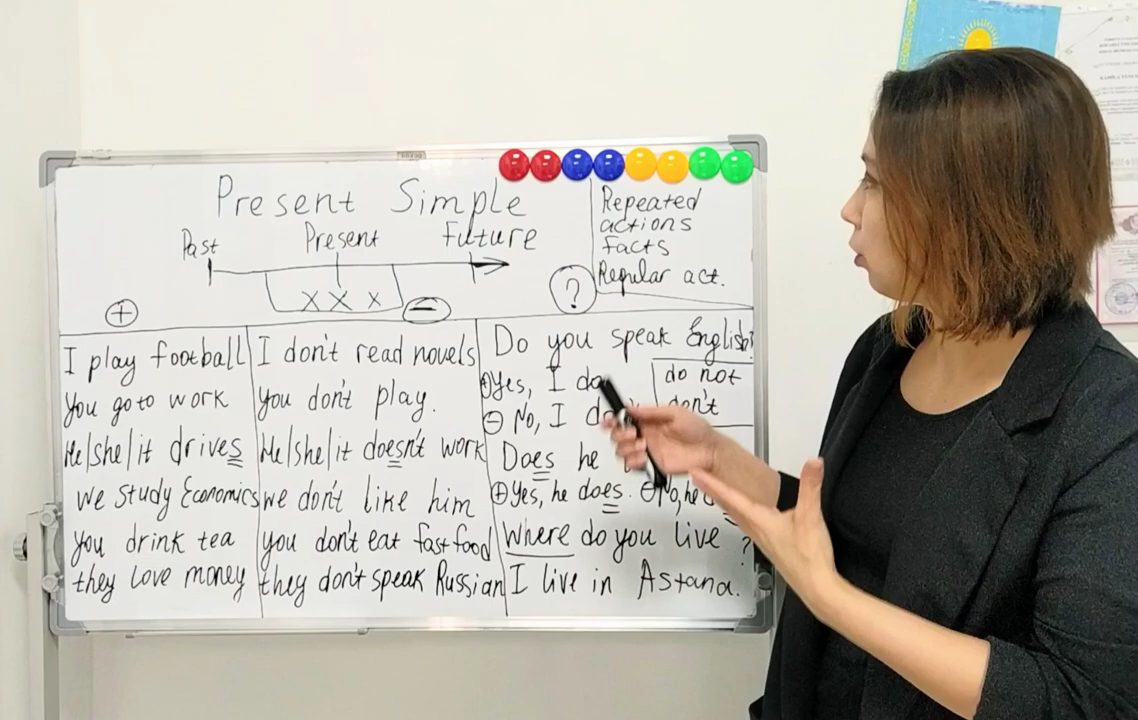 Present Simple
Past Present Future
Repeated
actions
facts
Regular act.
+
I play football
You go to work
He/she/it drives
we study Economics
you drink tea
they love money
−
I don't read novels
you don't play.
He/she/it doesn't work
we don't like him
you don't eat fast food
they don't speak Russian
?
Do you speak English?
+ Yes, I do
− No, I
do not
don't
Does he
+ Yes, he does. − No, he
Where do you live ?
I live in Astana.